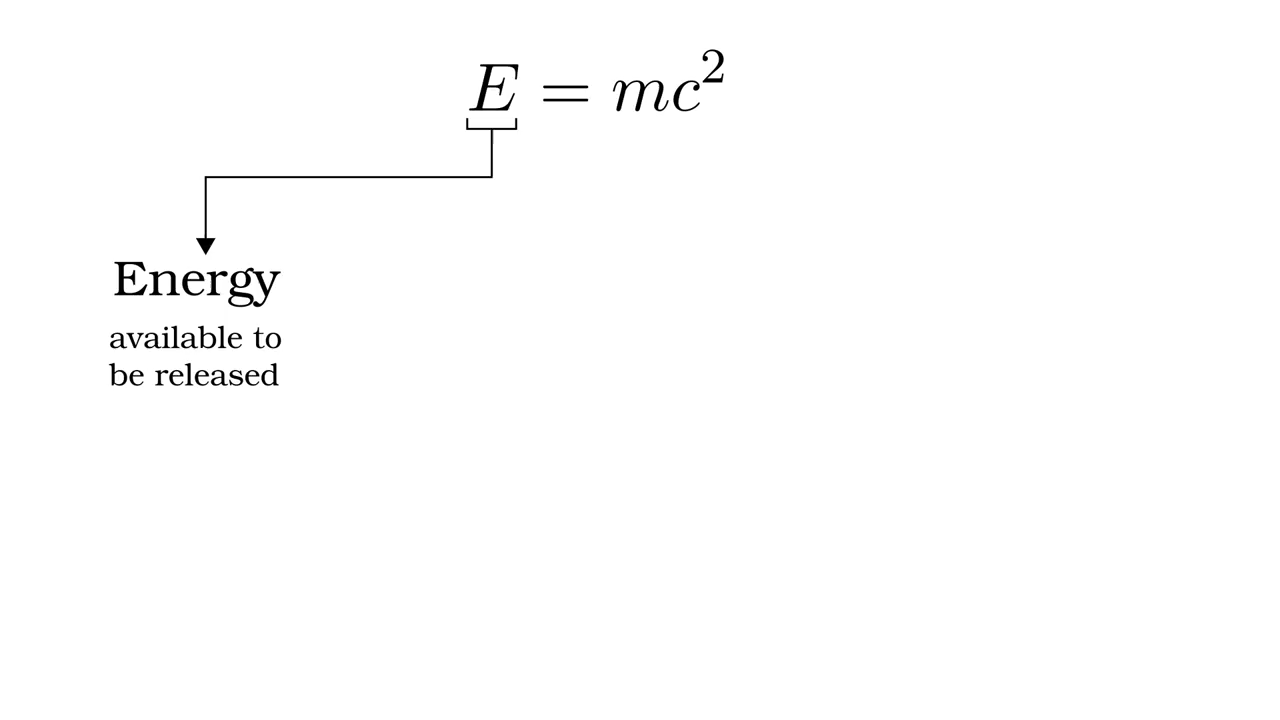 E = mc²
Energy
available to
be released